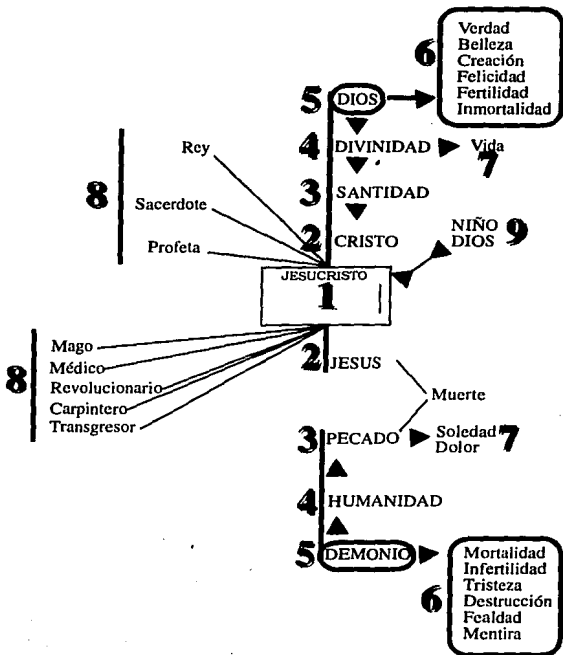 6
Verdad
Belleza
Creación
Felicidad
Fertilidad
Inmortalidad
5 DIOS
4 DIVINIDAD Vida
7
3 SANTIDAD
2 CRISTO
8
Rey
Sacerdote
Profeta
NIÑO 9
DIOS
JESUCRISTO
1
8
Mago
Médico
Revolucionario
Carpintero
Transgresor
2 JESUS
Muerte
3 PECADO Soledad 7
Dolor
4 HUMANIDAD
5 DEMONIO
6
Mortalidad
Infertilidad
Tristeza
Destrucción
Fealdad
Mentira